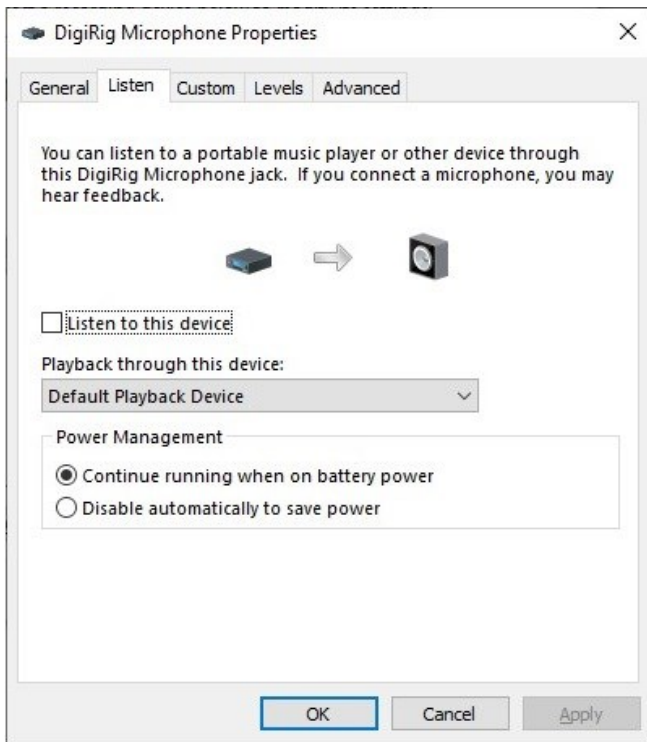 DigiRig Microphone Properties
General Listen Custom Levels Advanced
You can listen to a portable music player or other device through
this DigiRig Microphone jack. If you connect a microphone, you may
hear feedback.
Listen to this device
Playback through this device:
Default Playback Device
Power Management
Continue running when on battery power
Disable automatically to save power
OK Cancel Apply